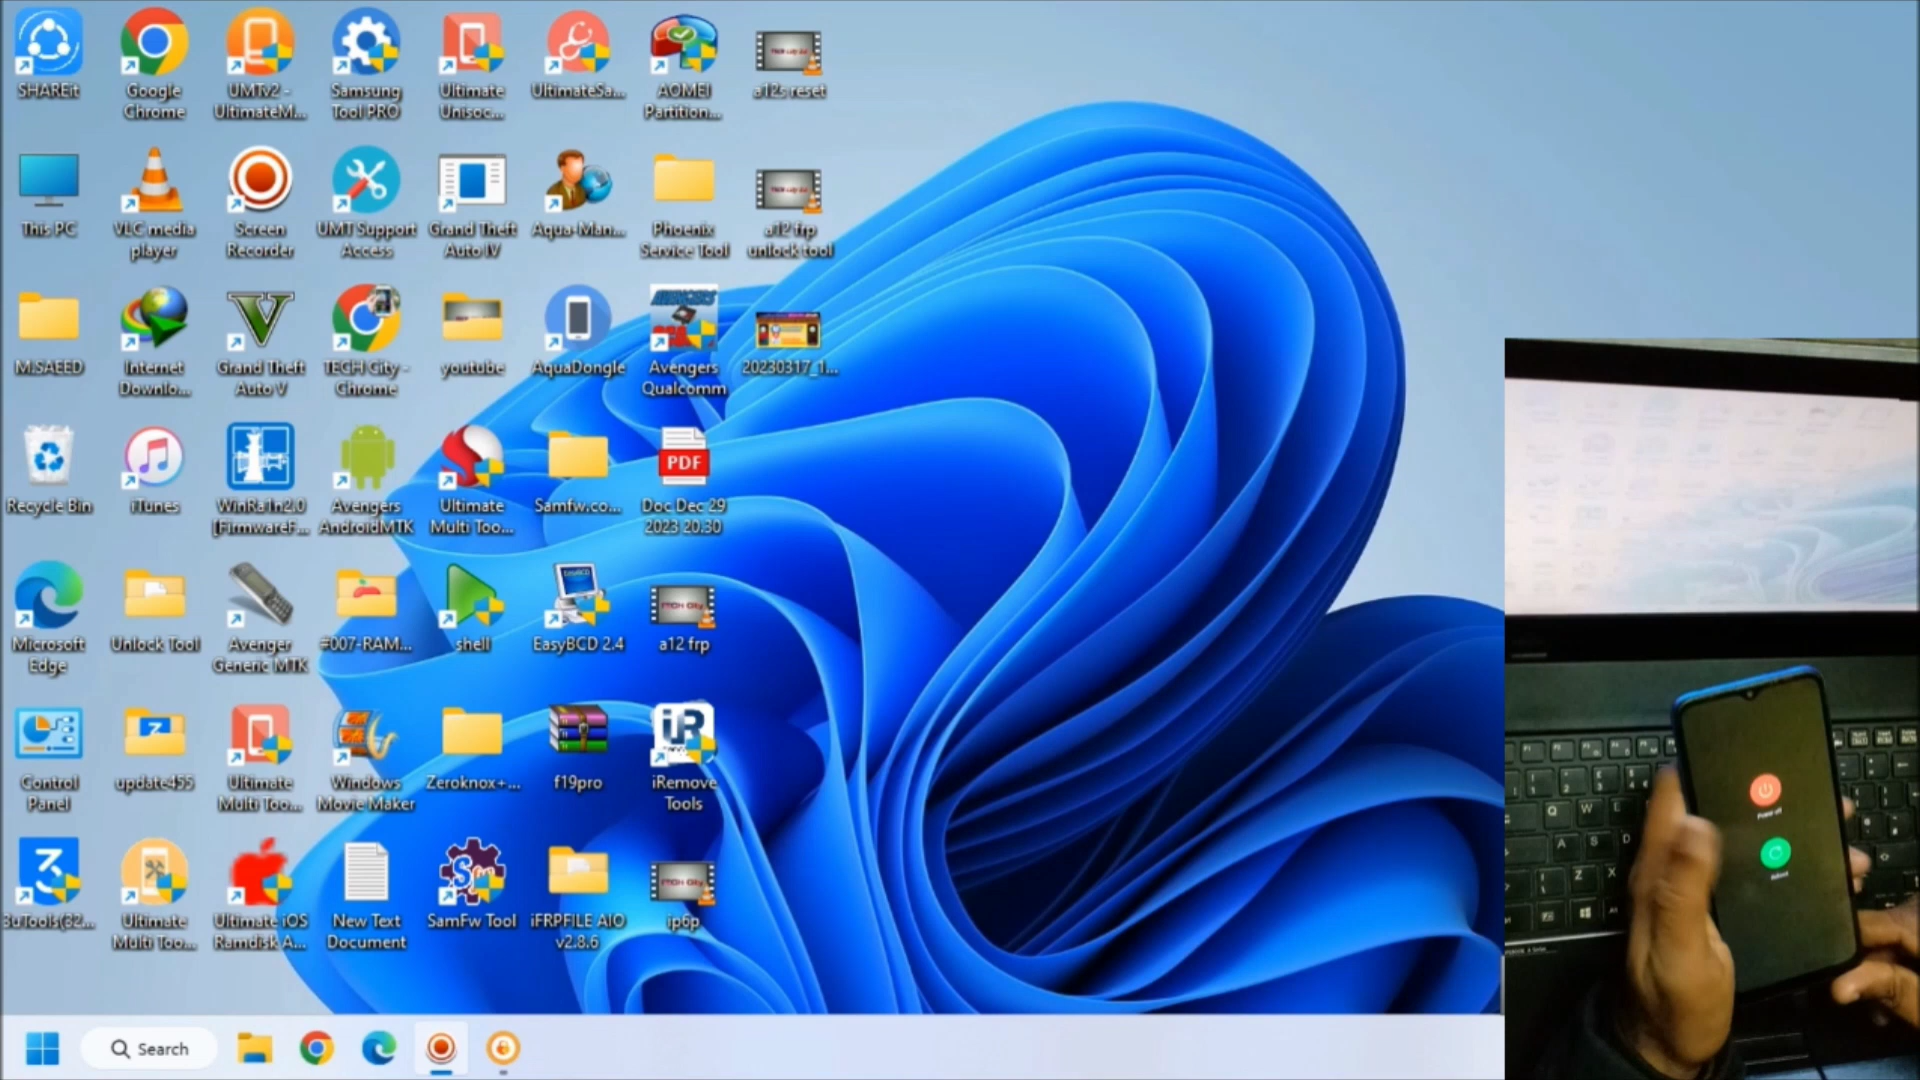 SHAREit
Google
Chrome
UMTv2 -
UltimateM...
Samsung
Tool PRO
Ultimate
Unisoc...
UltimateSa...
AOMEI
Partition...
a12s reset
This PC
VLC media
player
Screen
Recorder
UMT Support
Access
Grand Theft
Auto IV
Aqua-Man...
Phoenix
Service Tool
a12 frp
unlock tool
M.SAEED
Internet
Downlo...
Grand Theft
Auto V
TECH City -
Chrome
youtube
AquaDongle
Avengers
Qualcomm
20230317_1...
Recycle Bin
iTunes
WinRa1n2.0
[FirmwareF...
Avengers
AndroidMTK
Ultimate
Multi Too...
Samfw.co...
PDF
Doc Dec 29
2023 20.30
Microsoft
Edge
Unlock Tool
Avenger
Generic MTK
#007-RAM...
shell
EasyBCD 2.4
a12 frp
Control
Panel
update455
Ultimate
Multi Too...
Windows
Movie Maker
Zeroknox+...
f19pro
iR
iRemove
Tools
3uTools(32...
Ultimate
Multi Too...
Ultimate iOS
Ramdisk A...
New Text
Document
SamFw Tool
iFRPFILE AIO
v2.8.6
ip6p
Search
Power off
Reboot